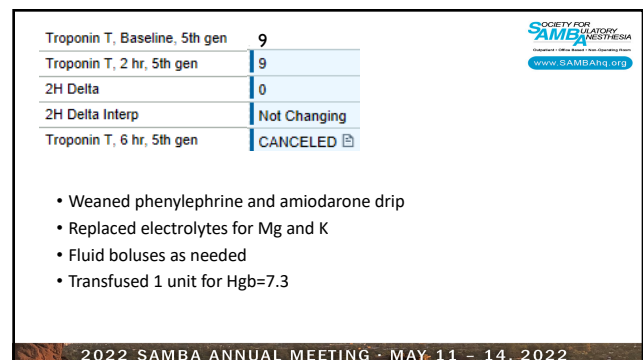 Troponin T, Baseline, 5th gen 9
Troponin T, 2 hr, 5th gen 9
2H Delta 0
2H Delta Interp Not Changing
Troponin T, 6 hr, 5th gen CANCELED
SOCIETY FOR
AMBULATORY
ANESTHESIA
Outpatient • Office Based • Non-Operating Room
www.SAMBAhq.org
• Weaned phenylephrine and amiodarone drip
• Replaced electrolytes for Mg and K
• Fluid boluses as needed
• Transfused 1 unit for Hgb=7.3
2022 SAMBA ANNUAL MEETING · MAY 11 – 14, 2022